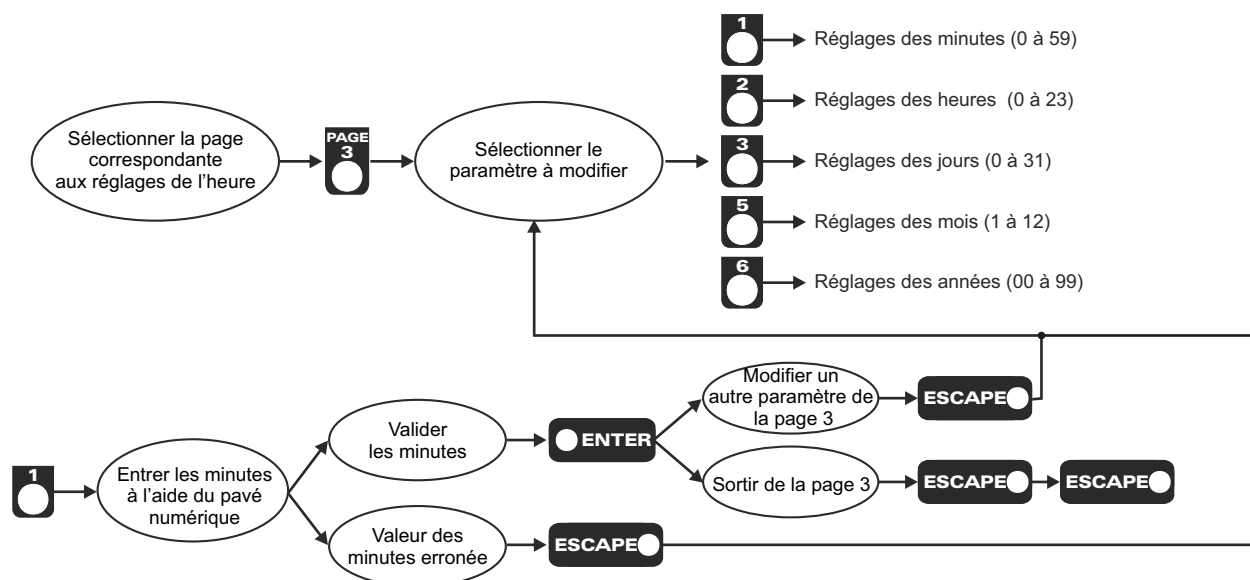 1
Réglages des minutes (0 à 59)
2
Réglages des heures (0 à 23)
Sélectionner la page
correspondante
aux réglages de l'heure
PAGE
3
Sélectionner le
paramètre à modifier
3
Réglages des jours (0 à 31)
5
Réglages des mois (1 à 12)
6
Réglages des années (00 à 99)
1
Entrer les minutes
à l'aide du pavé
numérique
Valider
les minutes
ENTER
Modifier un
autre paramètre de
la page 3
ESCAPE
Sortir de la page 3
ESCAPE
ESCAPE
Valeur des
minutes erronée
ESCAPE